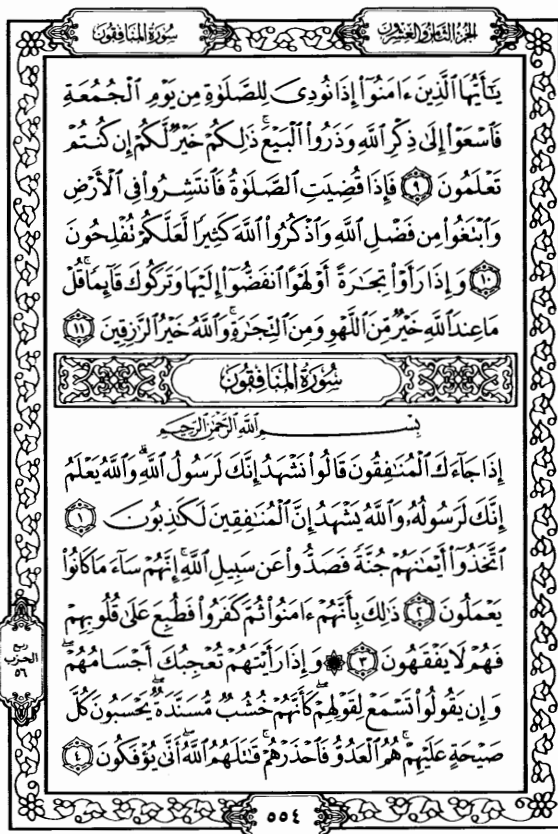 الجزء الثامن والعشرون
سورة المنافقون
يَٰٓأَيُّهَا ٱلَّذِينَ ءَامَنُوٓا۟ إِذَا نُودِىَ لِلصَّلَوٰةِ مِن يَوْمِ ٱلْجُمُعَةِ
فَٱسْعَوْا۟ إِلَىٰ ذِكْرِ ٱللَّهِ وَذَرُوا۟ ٱلْبَيْعَ ۚ ذَٰلِكُمْ خَيْرٌ لَّكُمْ إِن كُنتُمْ
تَعْلَمُونَ ٩ فَإِذَا قُضِيَتِ ٱلصَّلَوٰةُ فَٱنتَشِرُوا۟ فِى ٱلْأَرْضِ
وَٱبْتَغُوا۟ مِن فَضْلِ ٱللَّهِ وَٱذْكُرُوا۟ ٱللَّهَ كَثِيرًا لَّعَلَّكُمْ تُفْلِحُونَ
١٠ وَإِذَا رَأَوْا۟ تِجَٰرَةً أَوْ لَهْوًا ٱنفَضُّوٓا۟ إِلَيْهَا وَتَرَكُوكَ قَآئِمًا ۚ قُلْ
مَا عِندَ ٱللَّهِ خَيْرٌ مِّنَ ٱللَّهْوِ وَمِنَ ٱلتِّجَٰرَةِ ۚ وَٱللَّهُ خَيْرُ ٱلرَّٰزِقِينَ ١١
سُورَةُ المُنَافِقُون
بِسْمِ ٱللَّهِ ٱلرَّحْمَٰنِ ٱلرَّحِيمِ
إِذَا جَآءَكَ ٱلْمُنَٰفِقُونَ قَالُوا۟ نَشْهَدُ إِنَّكَ لَرَسُولُ ٱللَّهِ ۗ وَٱللَّهُ يَعْلَمُ
إِنَّكَ لَرَسُولُهُۥ وَٱللَّهُ يَشْهَدُ إِنَّ ٱلْمُنَٰفِقِينَ لَكَٰذِبُونَ ١
ٱتَّخَذُوٓا۟ أَيْمَٰنَهُمْ جُنَّةً فَصَدُّوا۟ عَن سَبِيلِ ٱللَّهِ ۚ إِنَّهُمْ سَآءَ مَا كَانُوا۟
يَعْمَلُونَ ٢ ذَٰلِكَ بِأَنَّهُمْ ءَامَنُوا۟ ثُمَّ كَفَرُوا۟ فَطُبِعَ عَلَىٰ قُلُوبِهِمْ
فَهُمْ لَا يَفْقَهُونَ ٣ ۞ وَإِذَا رَأَيْتَهُمْ تُعْجِبُكَ أَجْسَامُهُمْ ۖ
وَإِن يَقُولُوا۟ تَسْمَعْ لِقَوْلِهِمْ ۖ كَأَنَّهُمْ خُشُبٌ مُّسَنَّدَةٌ ۖ يَحْسَبُونَ كُلَّ
صَيْحَةٍ عَلَيْهِمْ ۚ هُمُ ٱلْعَدُوُّ فَٱحْذَرْهُمْ ۚ قَٰتَلَهُمُ ٱللَّهُ ۖ أَنَّىٰ يُؤْفَكُونَ ٤
ربع
الحزب
٥٦
٥٥٤